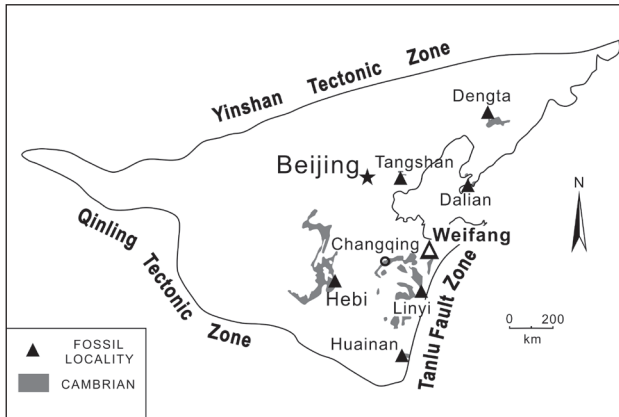 Yinshan Tectonic Zone
Dengta
Beijing
Tangshan
Dalian
N
Qinling Tectonic Zone
Changqing
Weifang
Hebi
Linyi
Tanlu Fault Zone
0 200
km
Huainan
FOSSIL
LOCALITY
CAMBRIAN